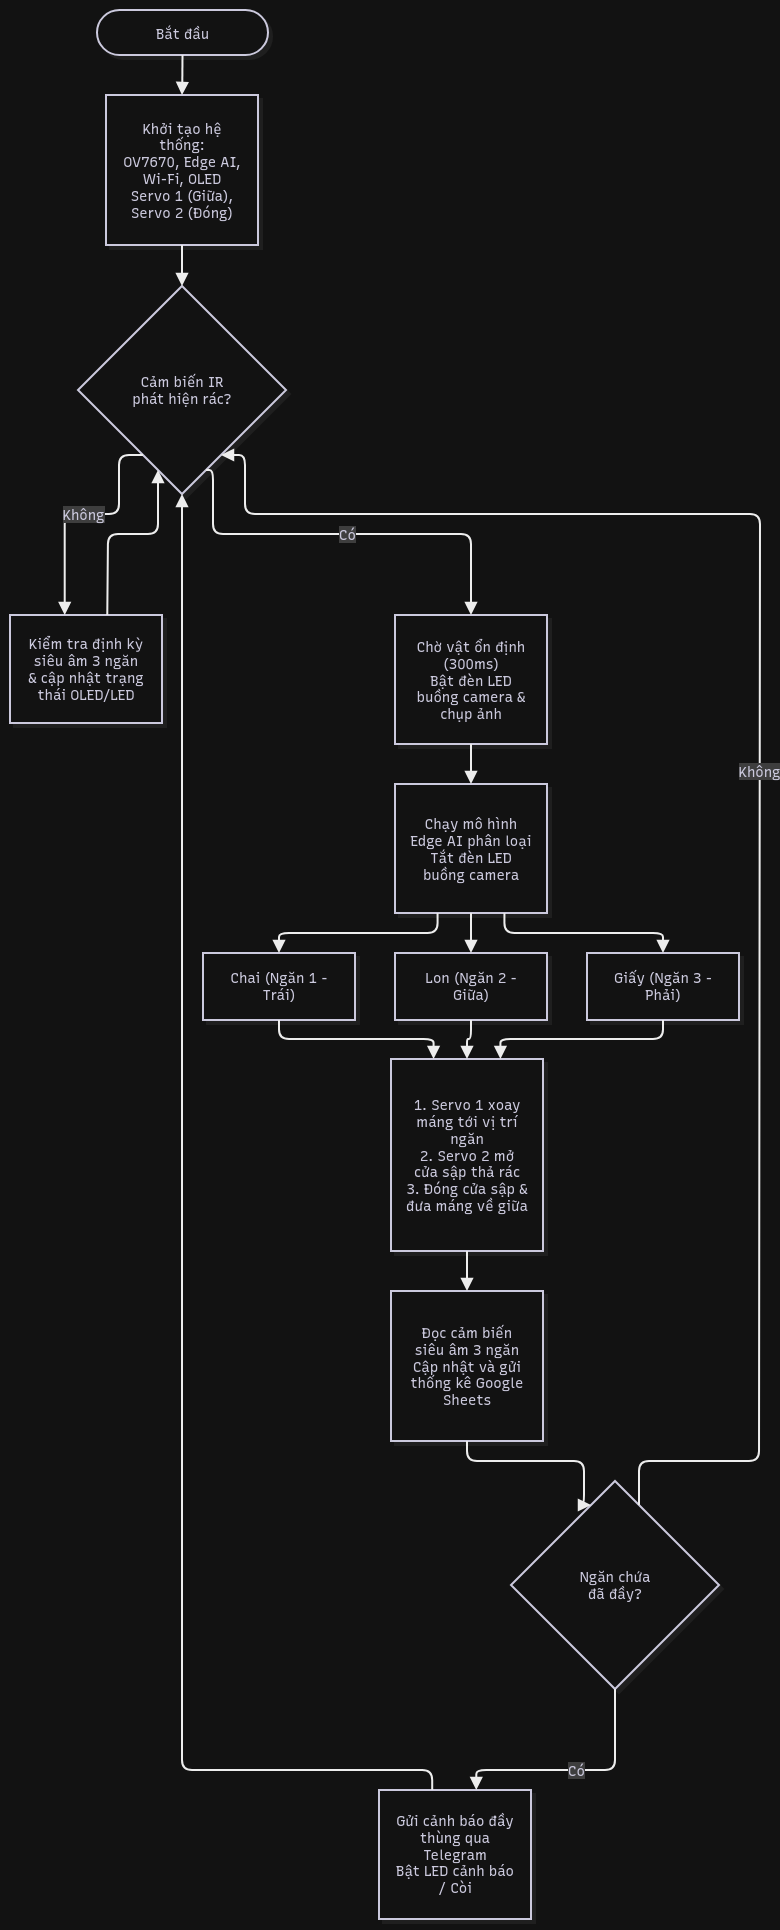 Bắt đầu
Khởi tạo hệ
thống:
OV7670, Edge AI,
Wi-Fi, OLED
Servo 1 (Giữa),
Servo 2 (Đóng)
Cảm biến IR
phát hiện rác?
Không
Có
Kiểm tra định kỳ
siêu âm 3 ngăn
& cập nhật trạng
thái OLED/LED
Chờ vật ổn định
(300ms)
Bật đèn LED
buồng camera &
chụp ảnh
Không
Chạy mô hình
Edge AI phân loại
Tắt đèn LED
buồng camera
Chai (Ngăn 1 -
Trái)
Lon (Ngăn 2 -
Giữa)
Giấy (Ngăn 3 -
Phải)
1. Servo 1 xoay
máng tới vị trí
ngăn
2. Servo 2 mở
cửa sập thả rác
3. Đóng cửa sập &
đưa máng về giữa
Đọc cảm biến
siêu âm 3 ngăn
Cập nhật và gửi
thống kê Google
Sheets
Ngăn chứa
đã đầy?
Có
Gửi cảnh báo đầy
thùng qua
Telegram
Bật LED cảnh báo
/ Còi